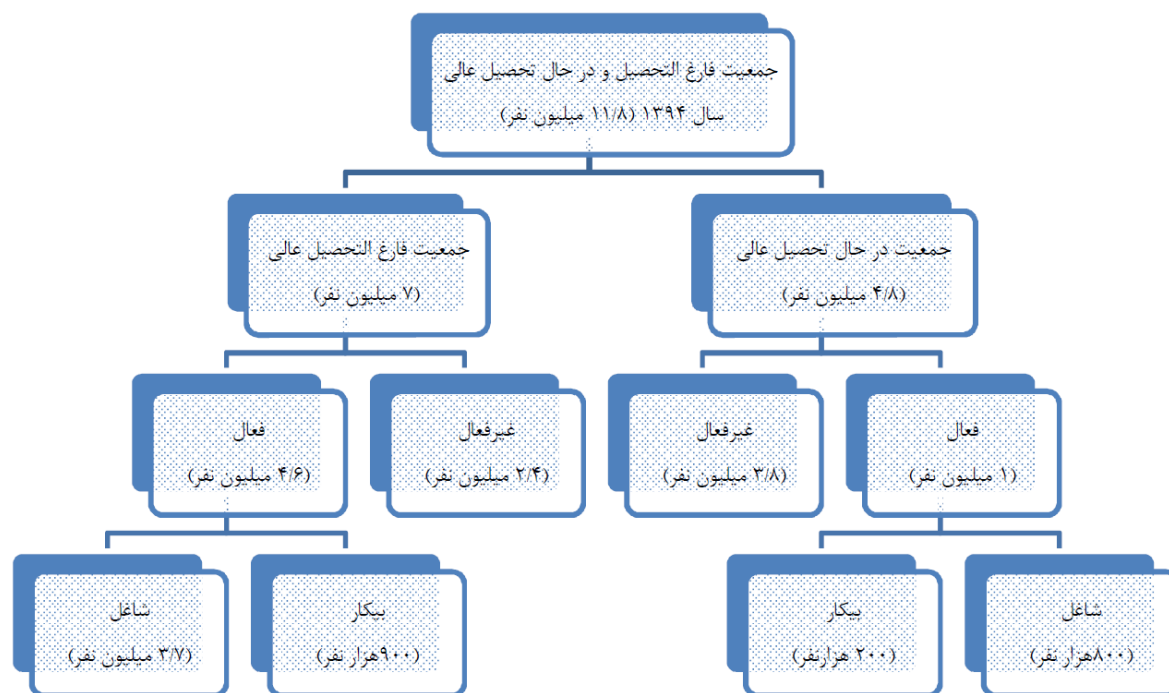 جمعیت فارغ التحصیل و در حال تحصیل عالی
سال ۱۳۹۴ (۱۱/۸ میلیون نفر)
جمعیت در حال تحصیل عالی
(۴/۸ میلیون نفر)
جمعیت فارغ التحصیل عالی
(۷ میلیون نفر)
فعال
(۱ میلیون نفر)
غیرفعال
(۳/۸ میلیون نفر)
غیرفعال
(۲/۴ میلیون نفر)
فعال
(۴/۶ میلیون نفر)
شاغل
(۸۰۰هزار نفر)
بیکار
(۲۰۰ هزارنفر)
بیکار
(۹۰۰هزار نفر)
شاغل
(۳/۷ میلیون نفر)